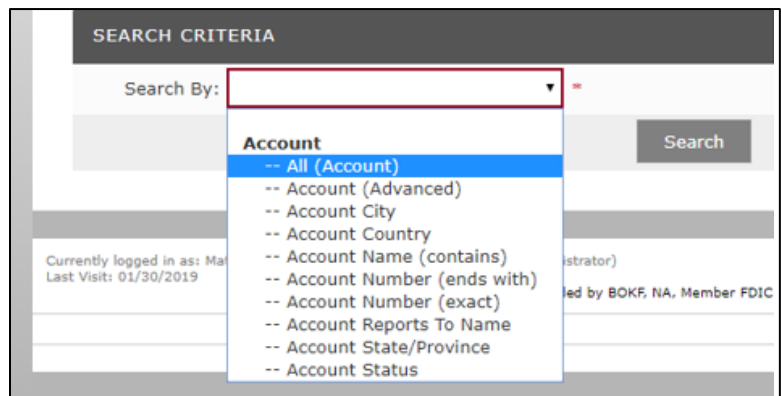 SEARCH CRITERIA
Search By: ▼ *
Account
-- All (Account)
Search
-- Account (Advanced)
-- Account City
-- Account Country
-- Account Name (contains)
-- Account Number (ends with)
-- Account Number (exact)
-- Account Reports To Name
-- Account State/Province
-- Account Status
Currently logged in as:
Last Visit: 01/30/2019
by BOKF, NA, Member FDIC